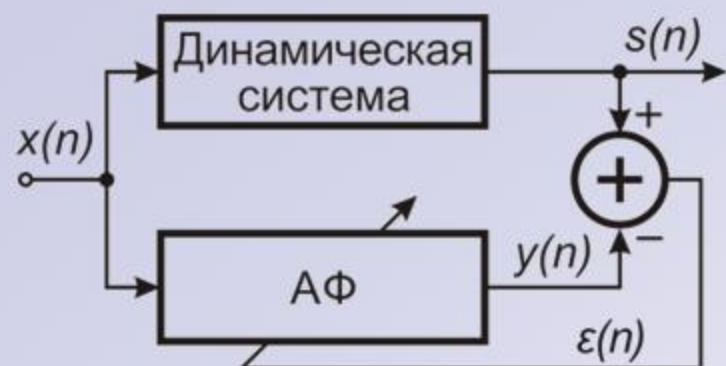 Динамическая
система
s(n)
+
x(n)
+
АФ
y(n)
−
ε(n)